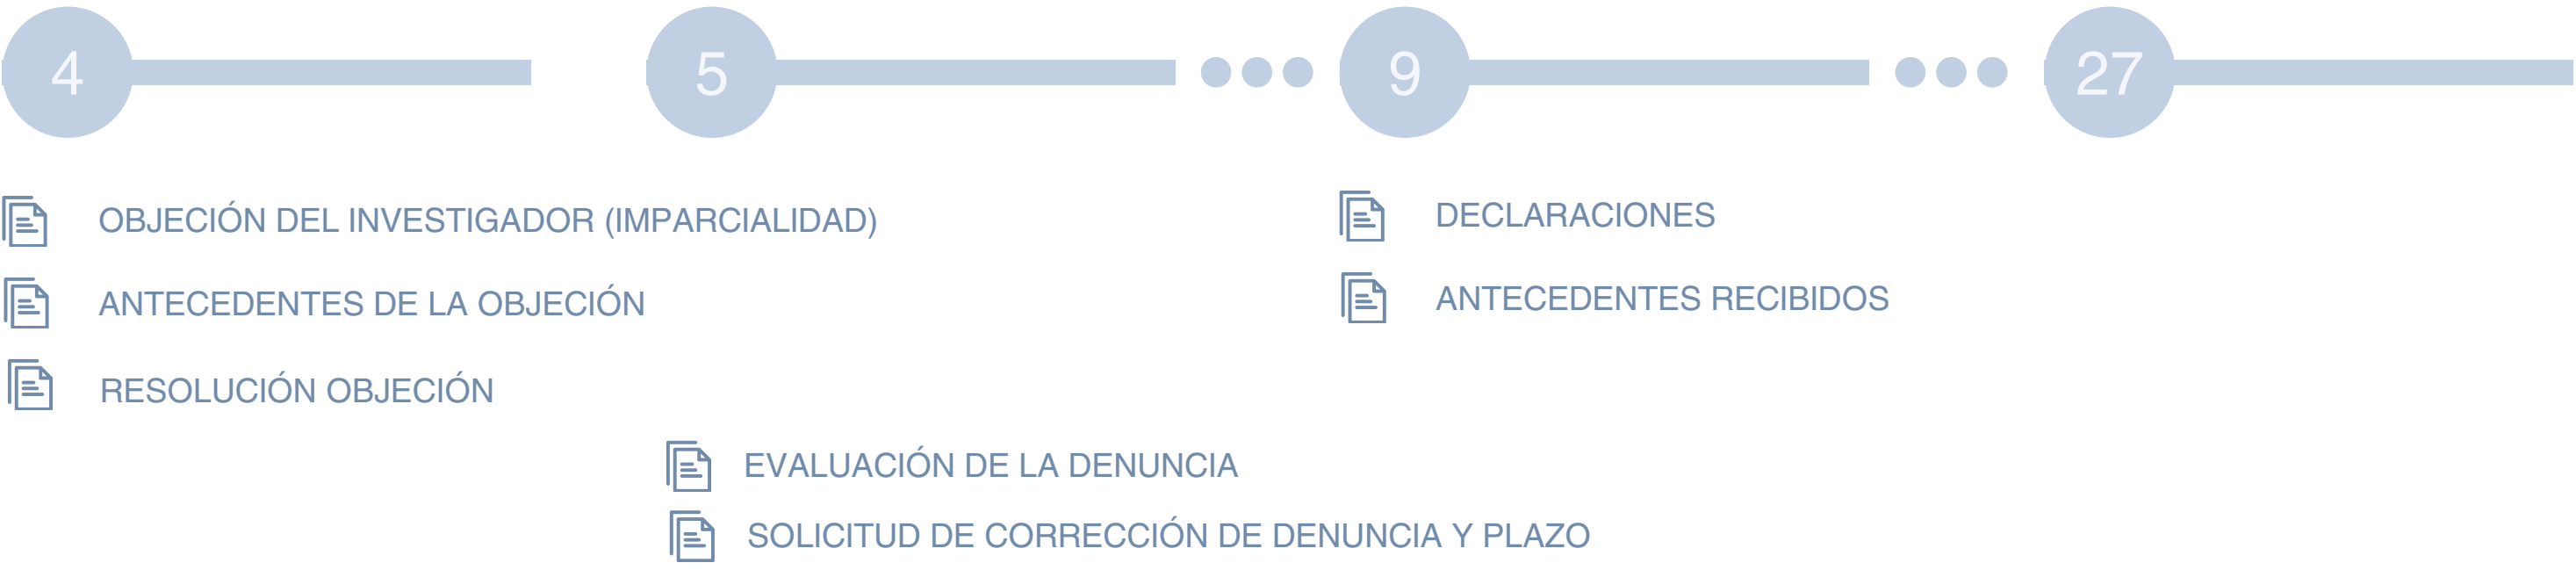 4
5
9
27
OBJECIÓN DEL INVESTIGADOR (IMPARCIALIDAD)
ANTECEDENTES DE LA OBJECIÓN
RESOLUCIÓN OBJECIÓN
EVALUACIÓN DE LA DENUNCIA
SOLICITUD DE CORRECCIÓN DE DENUNCIA Y PLAZO
DECLARACIONES
ANTECEDENTES RECIBIDOS